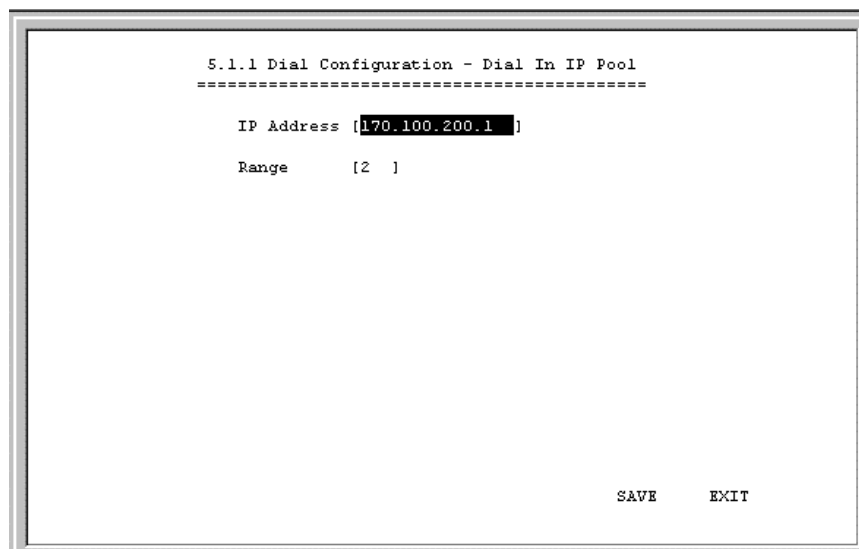 5.1.1 Dial Configuration - Dial In IP Pool
============================================
IP Address [170.100.200.1  ]
Range      [2  ]
SAVE     EXIT